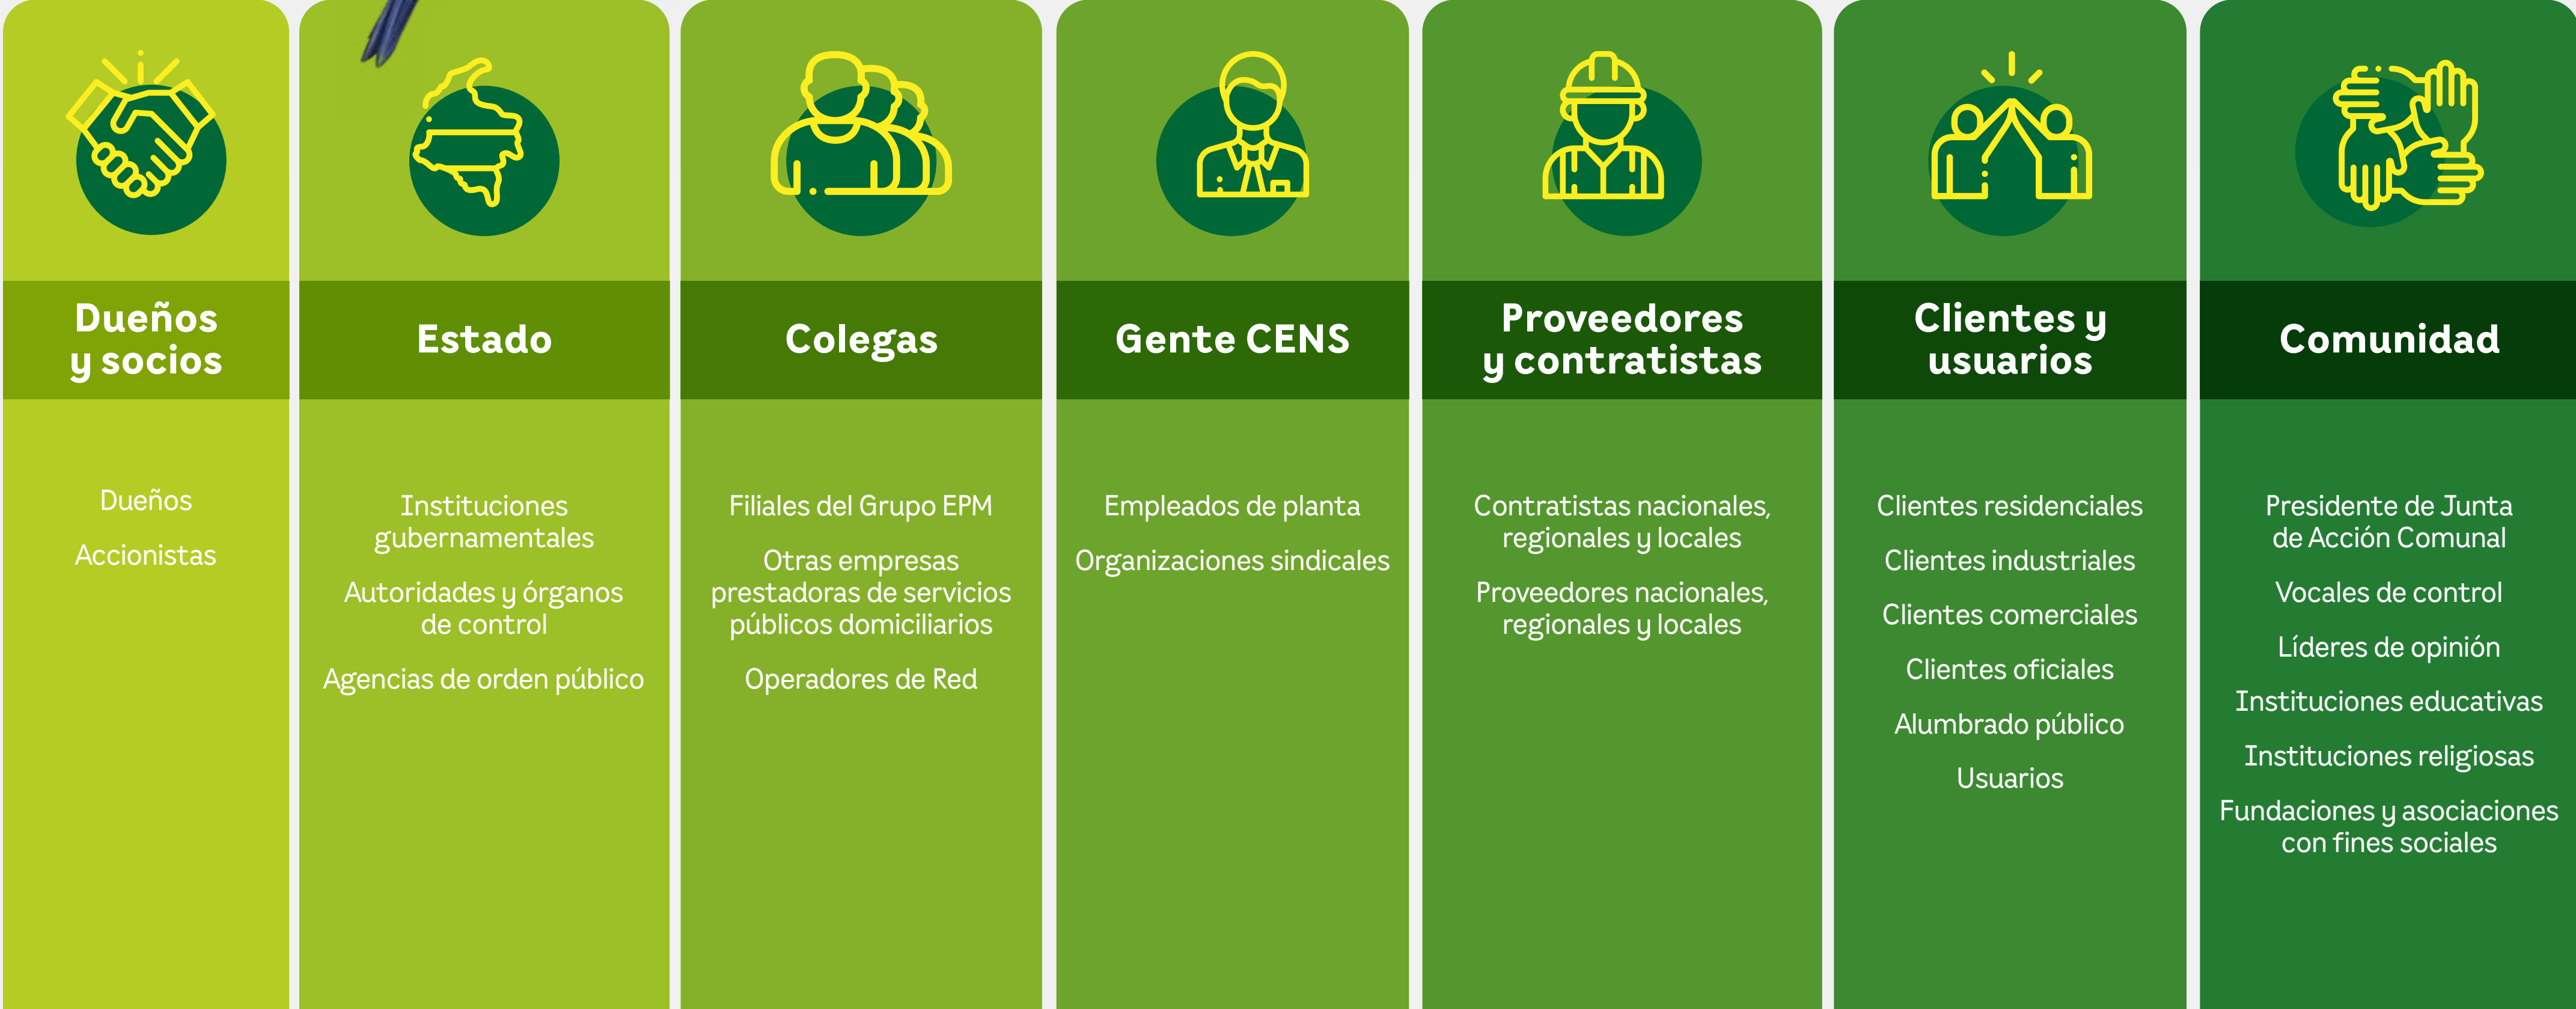 Dueños
y socios
Dueños
Accionistas
Estado
Instituciones
gubernamentales
Autoridades y órganos
de control
Agencias de orden público
Colegas
Filiales del Grupo EPM
Otras empresas
prestadoras de servicios
públicos domiciliarios
Operadores de Red
Gente CENS
Empleados de planta
Organizaciones sindicales
Proveedores
y contratistas
Contratistas nacionales,
regionales y locales
Proveedores nacionales,
regionales y locales
Clientes y
usuarios
Clientes residenciales
Clientes industriales
Clientes comerciales
Clientes oficiales
Alumbrado público
Usuarios
Comunidad
Presidente de Junta
de Acción Comunal
Vocales de control
Líderes de opinión
Instituciones educativas
Instituciones religiosas
Fundaciones y asociaciones
con fines sociales